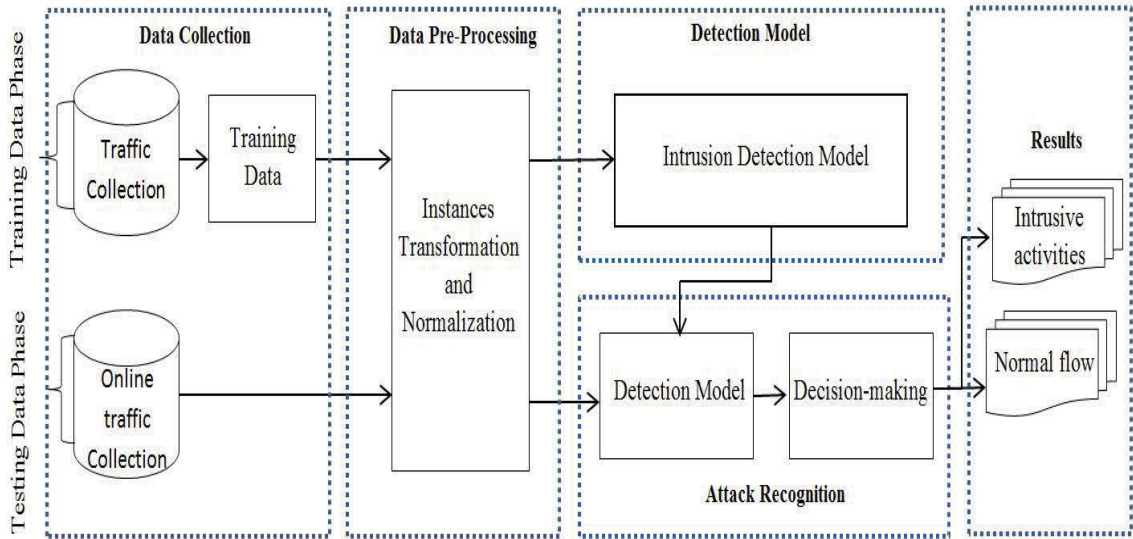 Training Data Phase
Testing Data Phase
Data Collection
Traffic
Collection
Training
Data
Online
traffic
Collection
Data Pre-Processing
Instances
Transformation
and
Normalization
Detection Model
Intrusion Detection Model
Detection Model
Decision-making
Attack Recognition
Results
Intrusive
activities
Normal flow